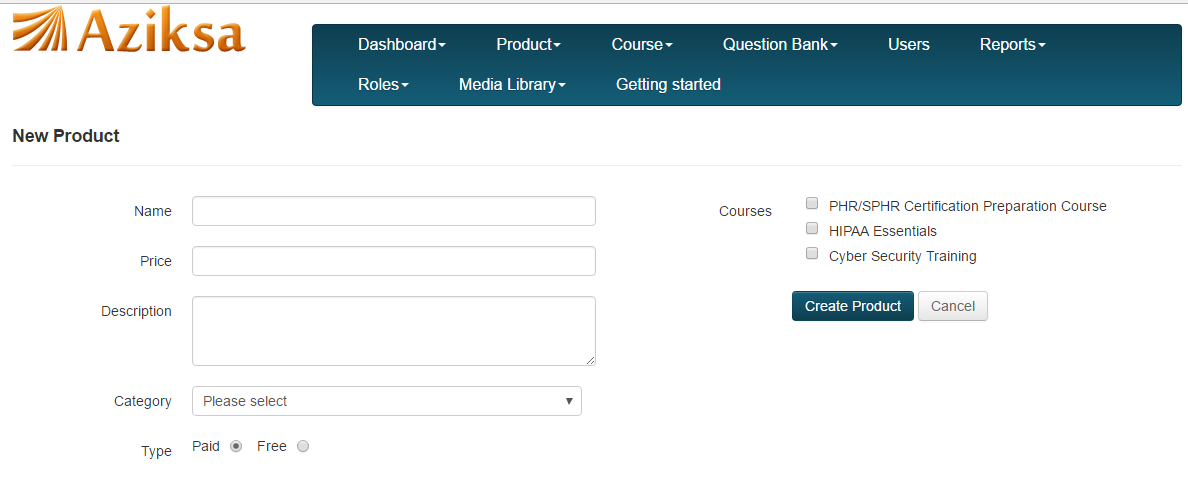 Aziksa
Dashboard Product Course Question Bank Users Reports
Roles Media Library Getting started
New Product
Name
Price
Description
Category Please select
Type Paid Free
Courses PHR/SPHR Certification Preparation Course
HIPAA Essentials
Cyber Security Training
Create Product Cancel